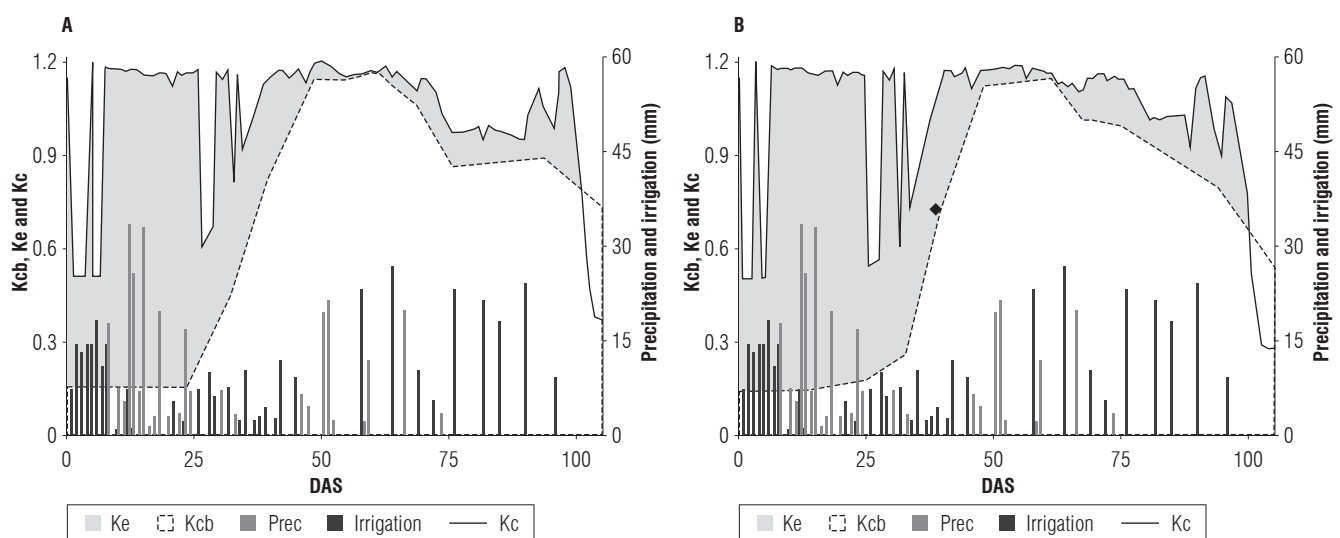 A
1.2
0.9
0.6
0.3
0
60
45
30
15
0
0 25 50 75 100
Kcb, Ke and Kc
Precipitation and irrigation (mm)
DAS
Ke Kcb Prec Irrigation Kc
B
1.2
0.9
0.6
0.3
0
60
45
30
15
0
0 25 50 75 100
Kcb, Ke and Kc
Precipitation and irrigation (mm)
DAS
Ke Kcb Prec Irrigation Kc